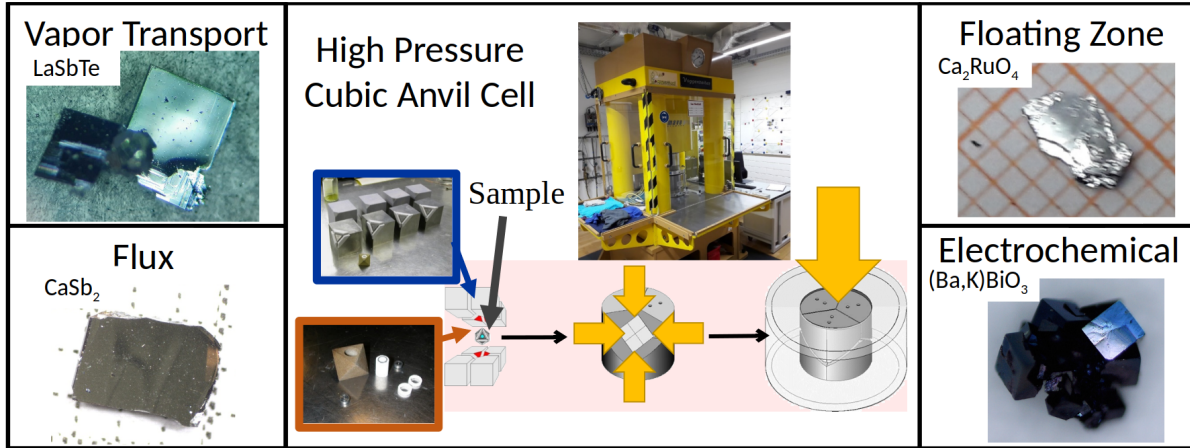 Vapor Transport
LaSbTe
Flux
CaSb₂
High Pressure
Cubic Anvil Cell
Sample
Floating Zone
Ca₂RuO₄
Electrochemical
(Ba,K)BiO₃